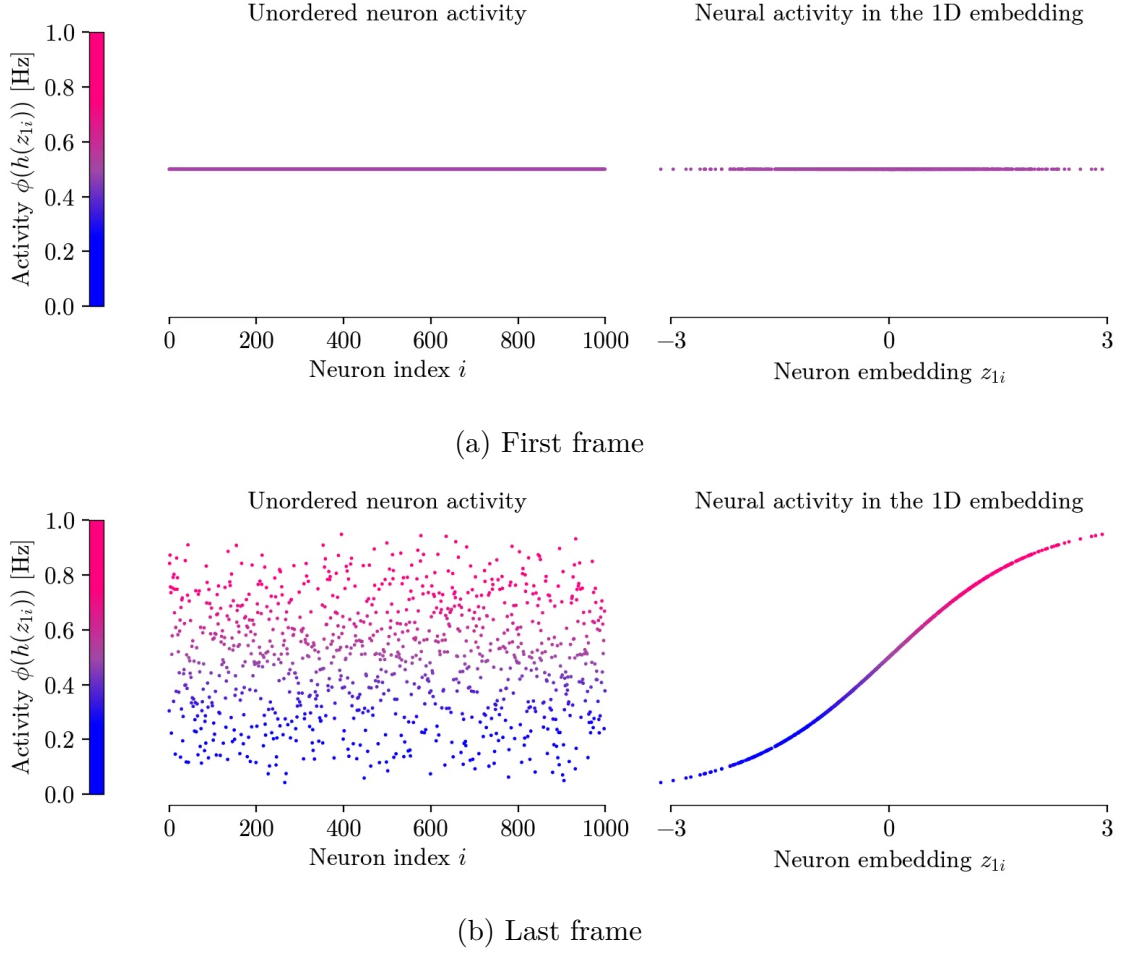 Unordered neuron activity
Neural activity in the 1D embedding
Activity ϕ(h(z₁ᵢ)) [Hz]
1.0
0.8
0.6
0.4
0.2
0.0
0 200 400 600 800 1000
−3 0 3
Neuron index i
Neuron embedding z₁ᵢ
(a) First frame
Unordered neuron activity
Neural activity in the 1D embedding
Activity ϕ(h(z₁ᵢ)) [Hz]
1.0
0.8
0.6
0.4
0.2
0.0
0 200 400 600 800 1000
−3 0 3
Neuron index i
Neuron embedding z₁ᵢ
(b) Last frame